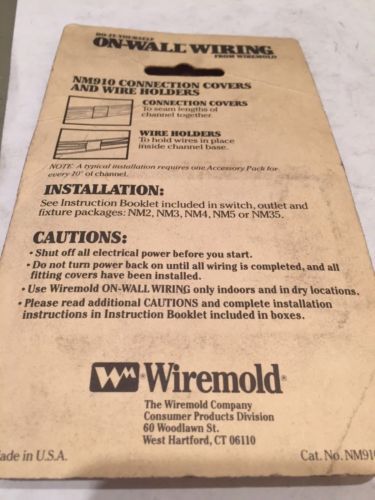 DO-IT-YOURSELF
ON-WALL WIRING
FROM WIREMOLD
NM910 CONNECTION COVERS
AND WIRE HOLDERS
CONNECTION COVERS
To seam lengths of
channel together.
WIRE HOLDERS
To hold wires in place
inside channel base.
NOTE: A typical installation requires one Accessory Pack for
every 20" of channel.
INSTALLATION:
See Instruction Booklet included in switch, outlet and
fixture packages: NM2, NM3, NM4, NM5 or NM35.
CAUTIONS:
• Shut off all electrical power before you start.
• Do not turn power back on until all wiring is completed, and all
fitting covers have been installed.
• Use Wiremold ON-WALL WIRING only indoors and in dry locations.
• Please read additional CAUTIONS and complete installation
instructions in Instruction Booklet included in boxes.
WM Wiremold®
The Wiremold Company
Consumer Products Division
60 Woodlawn St.
West Hartford, CT 06110
ade in U.S.A.
Cat. No. NM910